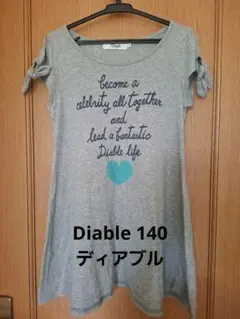 become a
celebrity all together
and
lead a fantastic
Diable life
Diable 140
ディアブル